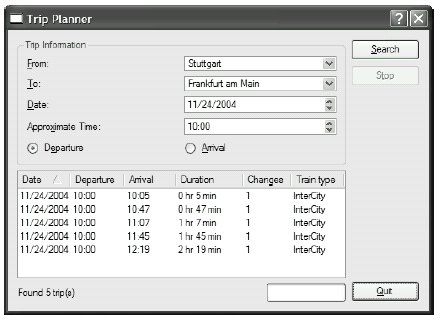 Trip Planner
Trip Information
From: Stuttgart
To: Frankfurt am Main
Date: 11/24/2004
Approximate Time: 10:00
Departure Arrival
Search
Stop
Date Departure Arrival Duration Changes Train type
11/24/2004 10:00 10:05 0 hr 5 min 1 InterCity
11/24/2004 10:00 10:47 0 hr 47 min 1 InterCity
11/24/2004 10:00 11:07 1 hr 7 min 1 InterCity
11/24/2004 10:00 11:45 1 hr 45 min 1 InterCity
11/24/2004 10:00 12:19 2 hr 19 min 1 InterCity
Found 5 trip(s)
Quit